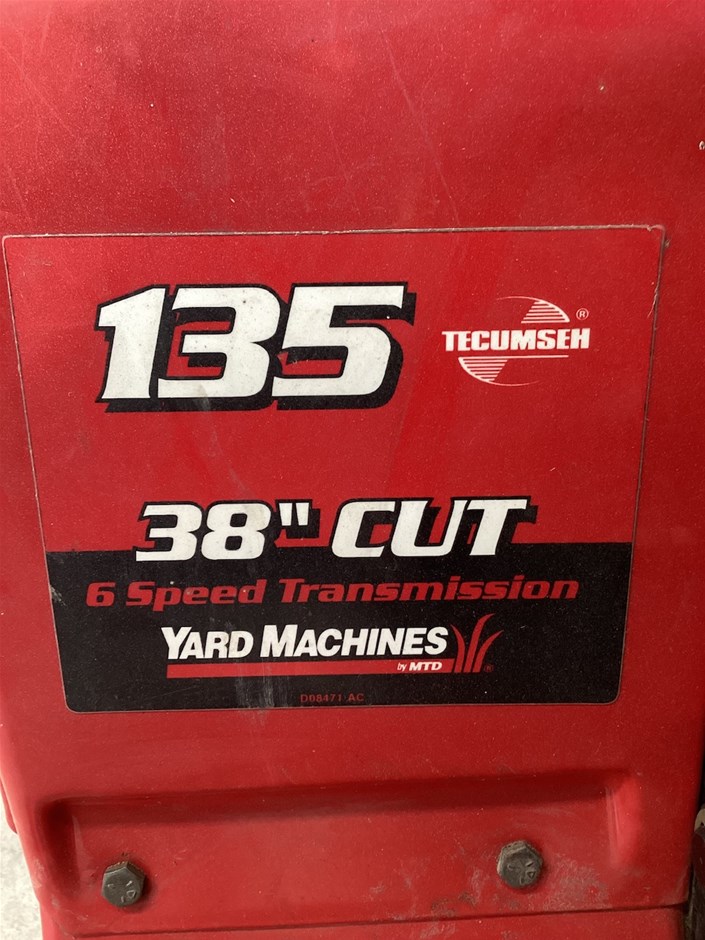 135
TECUMSEH ®
38" CUT
6 Speed Transmission
YARD MACHINES
by MTD ®
D08471 AC